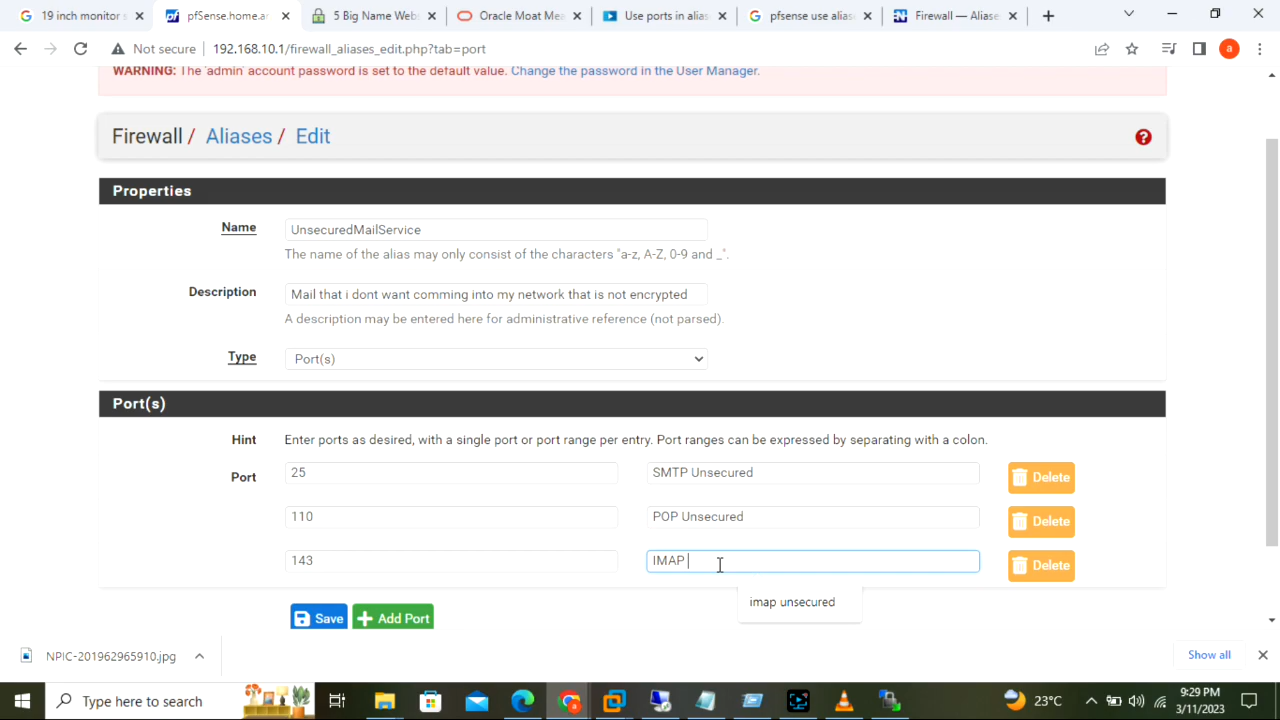 19 inch monitor s
pfSense.home.ar
5 Big Name Web
Oracle Moat Me
Use ports in alias
pfsense use alias
Firewall — Aliase
Not secure
192.168.10.1/firewall_aliases_edit.php?tab=port
a
WARNING: The 'admin' account password is set to the default value. Change the password in the User Manager.
Firewall / Aliases / Edit
Properties
Name
UnsecuredMailService
The name of the alias may only consist of the characters "a-z, A-Z, 0-9 and _".
Description
Mail that i dont want comming into my network that is not encrypted
A description may be entered here for administrative reference (not parsed).
Type
Port(s)
Port(s)
Hint
Enter ports as desired, with a single port or port range per entry. Port ranges can be expressed by separating with a colon.
Port
25
SMTP Unsecured
Delete
110
POP Unsecured
Delete
143
IMAP
Delete
imap unsecured
Save
Add Port
NPIC-201962965910.jpg
Show all
Type here to search
23°C
9:29 PM
3/11/2023